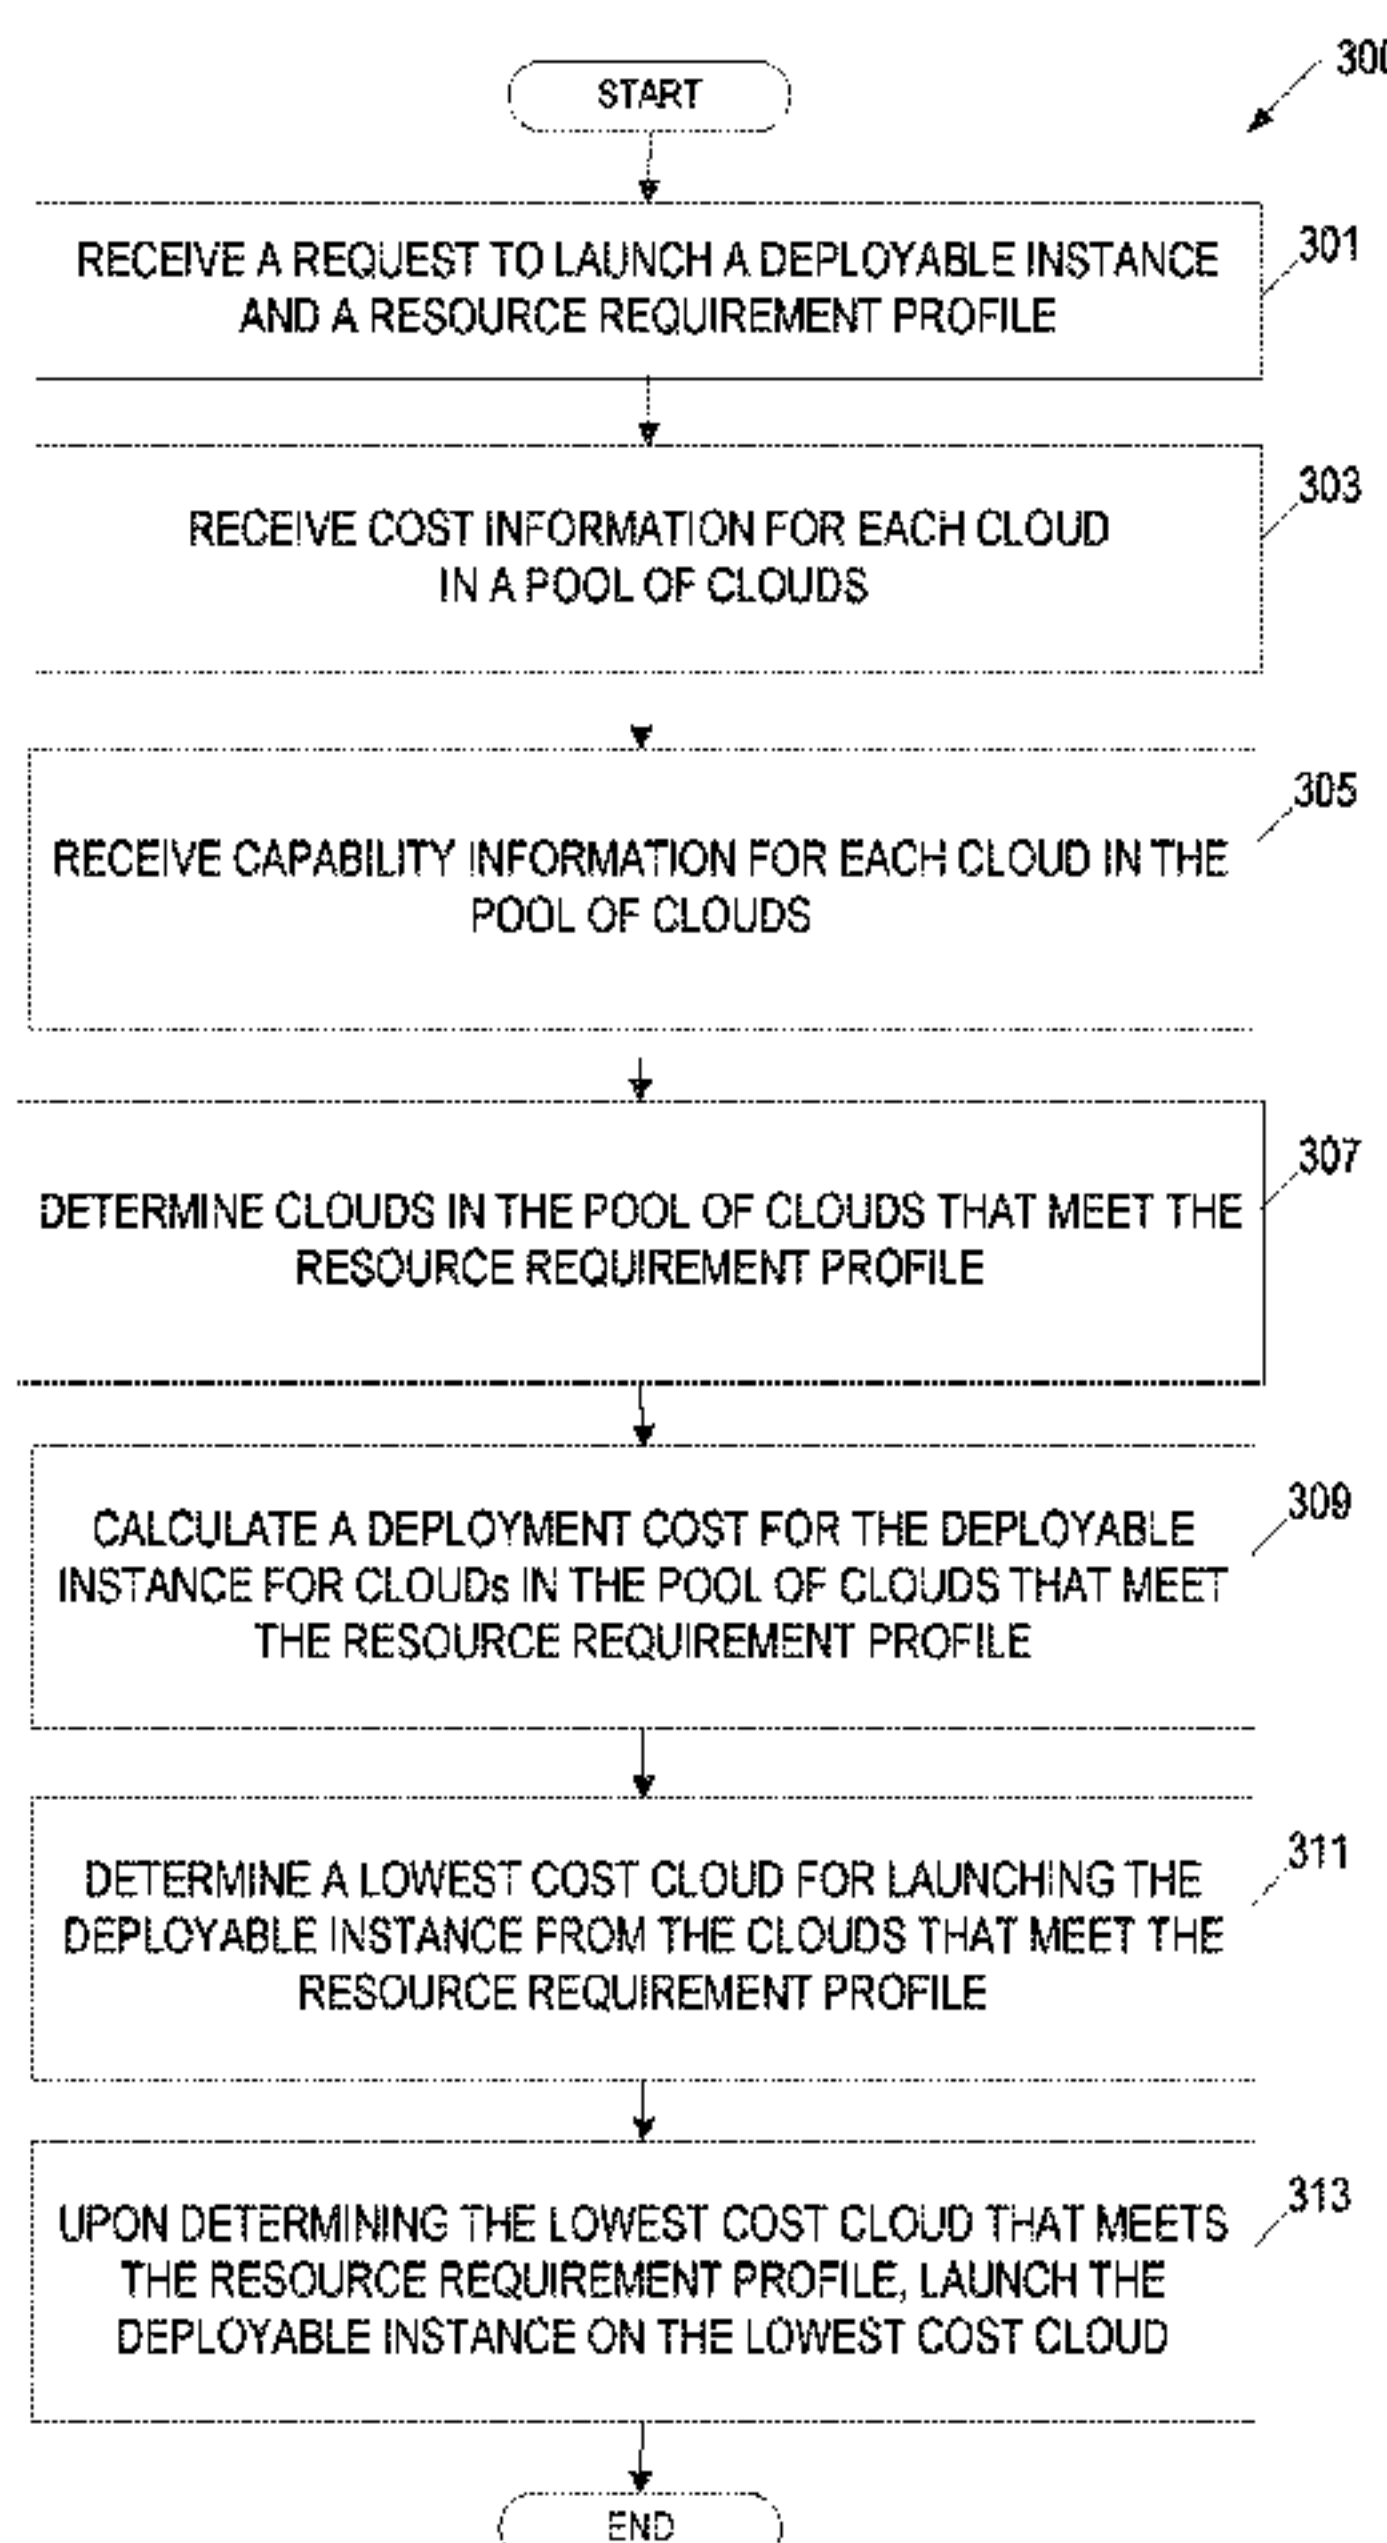 300
START
RECEIVE A REQUEST TO LAUNCH A DEPLOYABLE INSTANCE
AND A RESOURCE REQUIREMENT PROFILE
301
RECEIVE COST INFORMATION FOR EACH CLOUD
IN A POOL OF CLOUDS
303
RECEIVE CAPABILITY INFORMATION FOR EACH CLOUD IN THE
POOL OF CLOUDS
305
DETERMINE CLOUDS IN THE POOL OF CLOUDS THAT MEET THE
RESOURCE REQUIREMENT PROFILE
307
CALCULATE A DEPLOYMENT COST FOR THE DEPLOYABLE
INSTANCE FOR CLOUDs IN THE POOL OF CLOUDS THAT MEET
THE RESOURCE REQUIREMENT PROFILE
309
DETERMINE A LOWEST COST CLOUD FOR LAUNCHING THE
DEPLOYABLE INSTANCE FROM THE CLOUDS THAT MEET THE
RESOURCE REQUIREMENT PROFILE
311
UPON DETERMINING THE LOWEST COST CLOUD THAT MEETS
THE RESOURCE REQUIREMENT PROFILE, LAUNCH THE
DEPLOYABLE INSTANCE ON THE LOWEST COST CLOUD
313
END